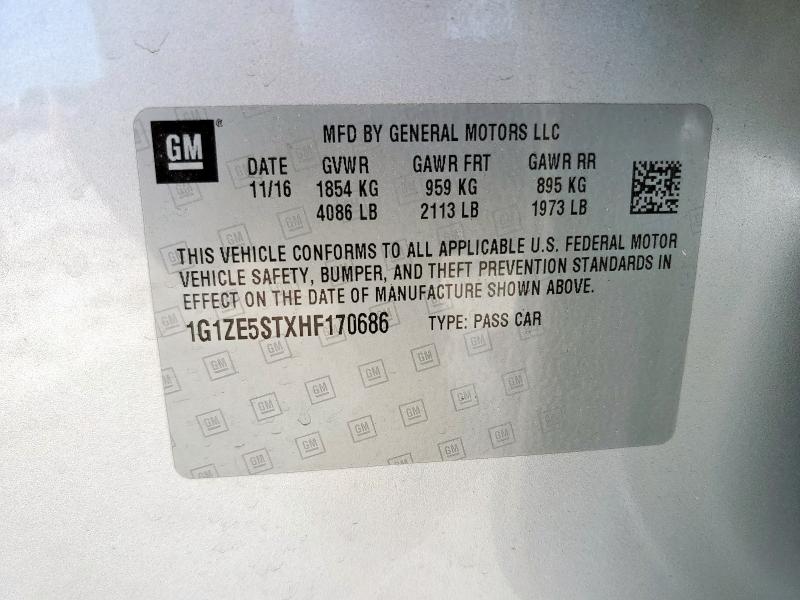 GM ® MFD BY GENERAL MOTORS LLC
DATE GVWR GAWR FRT GAWR RR
11/16 1854 KG 959 KG 895 KG
4086 LB 2113 LB 1973 LB
THIS VEHICLE CONFORMS TO ALL APPLICABLE U.S. FEDERAL MOTOR
VEHICLE SAFETY, BUMPER, AND THEFT PREVENTION STANDARDS IN
EFFECT ON THE DATE OF MANUFACTURE SHOWN ABOVE.
1G1ZE5STXHF170686 TYPE: PASS CAR